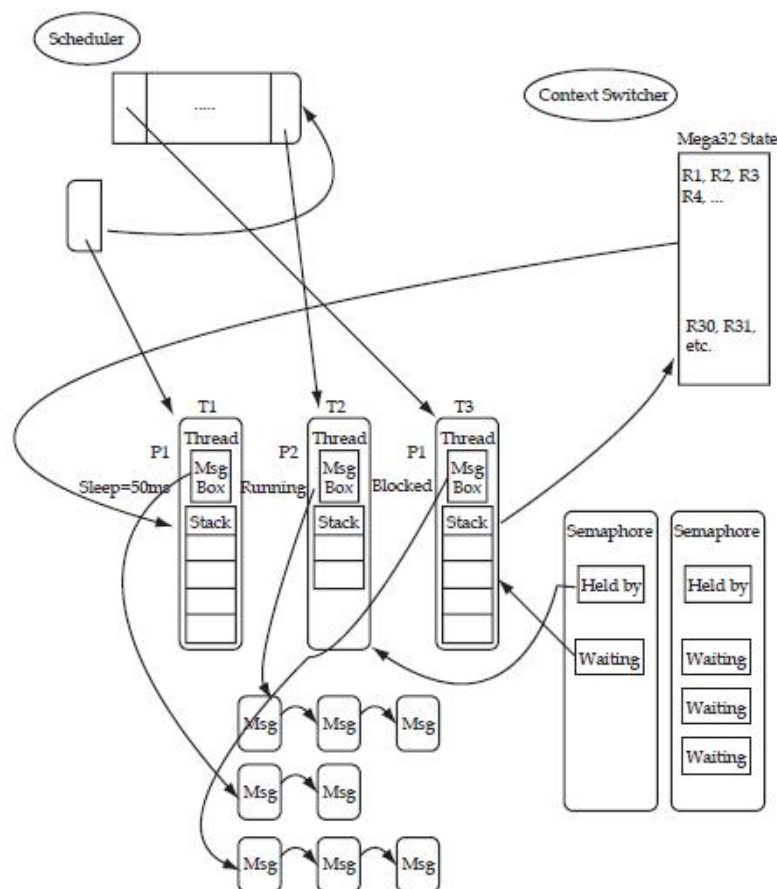 Scheduler
.....
Context Switcher
Mega32 State
R1, R2, R3
R4, ...
R30, R31,
etc.
T1
T2
T3
P1
Thread
P2
Thread
P1
Thread
Sleep=50ms
Msg
Box
Running
Msg
Box
Blocked
Msg
Box
Stack
Stack
Semaphore
Semaphore
Held by
Held by
Waiting
Waiting
Waiting
Waiting
Msg
Msg
Msg
Msg
Msg
Msg
Msg
Msg